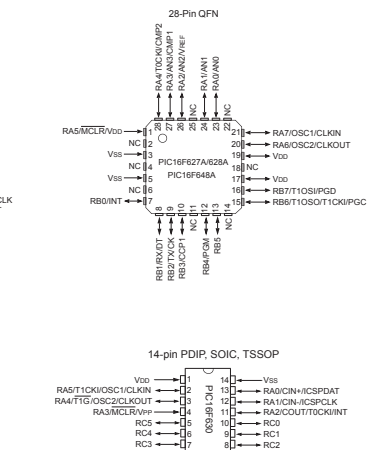 28-Pin QFN
RA4/T0CKI/CMP2
RA3/AN3/CMP1
RA2/AN2/VREF
NC
RA1/AN1
RA0/AN0
NC
28 27 26 25 24 23 22
RA5/MCLR/VDD 1 21 RA7/OSC1/CLKIN
NC 2 20 RA6/OSC2/CLKOUT
VSS 3 PIC16F627A/628A 19 VDD
NC 4 PIC16F648A 18 NC
VSS 5 17 VDD
NC 6 16 RB7/T1OSI/PGD
RB0/INT 7 15 RB6/T1OSO/T1CKI/PGC
CLK
8 9 10 11 12 13 14
RB1/RX/DT
RB2/TX/CK
RB3/CCP1
NC
RB4/PGM
RB5
NC
14-pin PDIP, SOIC, TSSOP
VDD 1 14 VSS
RA5/T1CKI/OSC1/CLKIN 2 13 RA0/CIN+/ICSPDAT
RA4/T1G/OSC2/CLKOUT 3 12 RA1/CIN-/ICSPCLK
RA3/MCLR/VPP 4 11 RA2/COUT/T0CKI/INT
RC5 5 10 RC0
RC4 6 9 RC1
RC3 7 8 RC2
PIC16F630